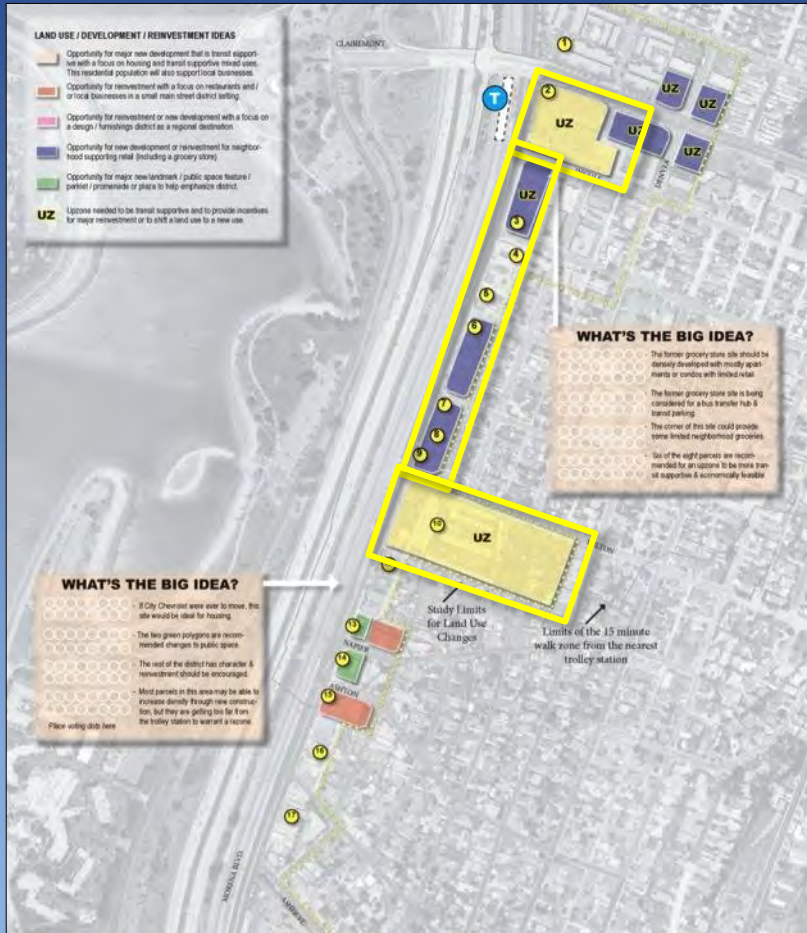 LAND USE / DEVELOPMENT / REINVESTMENT IDEAS
Opportunity for major new development that is transit support-
ive with a focus on housing and transit supportive mixed uses.
This residential population will also support local businesses.
Opportunity for reinvestment with a focus on restaurants and /
or local businesses in a small main street district setting.
Opportunity for reinvestment or new development with a focus on
a design / furnishings district as a regional destination.
Opportunity for new development or reinvestment for neighbor-
hood supporting retail (including a grocery store)
Opportunity for major new landmark / public space feature /
parklet / promenade or plaza to help emphasize district.
UZ
Upzone needed to be transit supportive and to provide incentives
for major reinvestment or to shift a land use to a new use.
CLAIREMONT
1
T
2
UZ
UZ
UZ
UZ
UZ
DENVER
UZ
3
4
5
6
7
8
9
WHAT'S THE BIG IDEA?
- The former grocery store site should be
densely developed with mostly apart-
ments or condos with limited retail.
- The former grocery store site is being
considered for a bus transfer hub &
transit parking.
- The corner of this site could provide
some limited neighborhood groceries.
- Six of the eight parcels are recom-
mended for an upzone to be more tran-
sit supportive & economically feasible
10
UZ
Study Limits
for Land Use
Changes
Limits of the 15 minute
walk zone from the nearest
trolley station
WHAT'S THE BIG IDEA?
- If City Chevrolet were ever to move, this
site would be ideal for housing.
- The two green polygons are recom-
mended changes to public space.
- The rest of the district has character &
reinvestment should be encouraged.
- Most parcels in this area may be able to
increase density through new construc-
tion, but they are getting too far from
the trolley station to warrant a rezone.
Place voting dots here
13
NAPIER
14
ASHTON
15
16
17
MORENA BLVD.